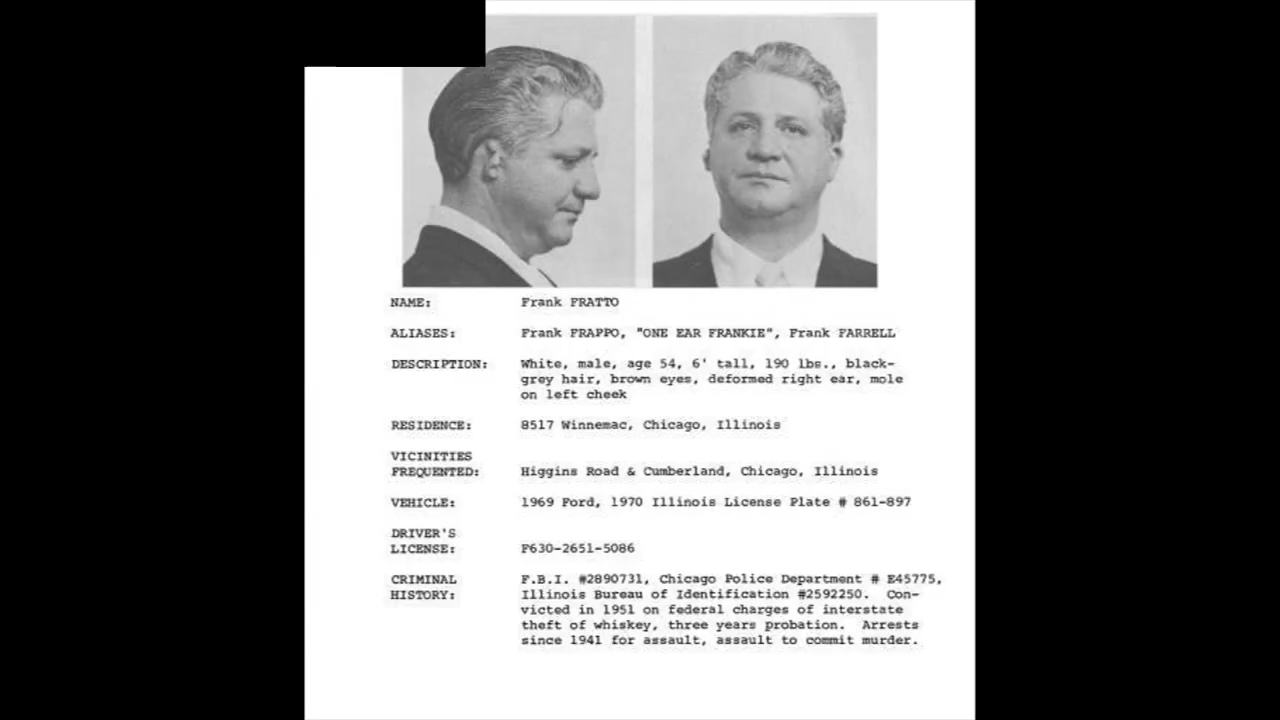 NAME: Frank FRATTO
ALIASES: Frank FRAPPO, "ONE EAR FRANKIE", Frank FARRELL
DESCRIPTION: White, male, age 54, 6' tall, 190 lbs., black-
grey hair, brown eyes, deformed right ear, mole
on left cheek
RESIDENCE: 8517 Winnemac, Chicago, Illinois
VICINITIES
FREQUENTED: Higgins Road & Cumberland, Chicago, Illinois
VEHICLE: 1969 Ford, 1970 Illinois License Plate # 861-897
DRIVER'S
LICENSE: F630-2651-5086
CRIMINAL F.B.I. #2890731, Chicago Police Department # E45775,
HISTORY: Illinois Bureau of Identification #2592250. Con-
victed in 1951 on federal charges of interstate
theft of whiskey, three years probation. Arrests
since 1941 for assault, assault to commit murder.